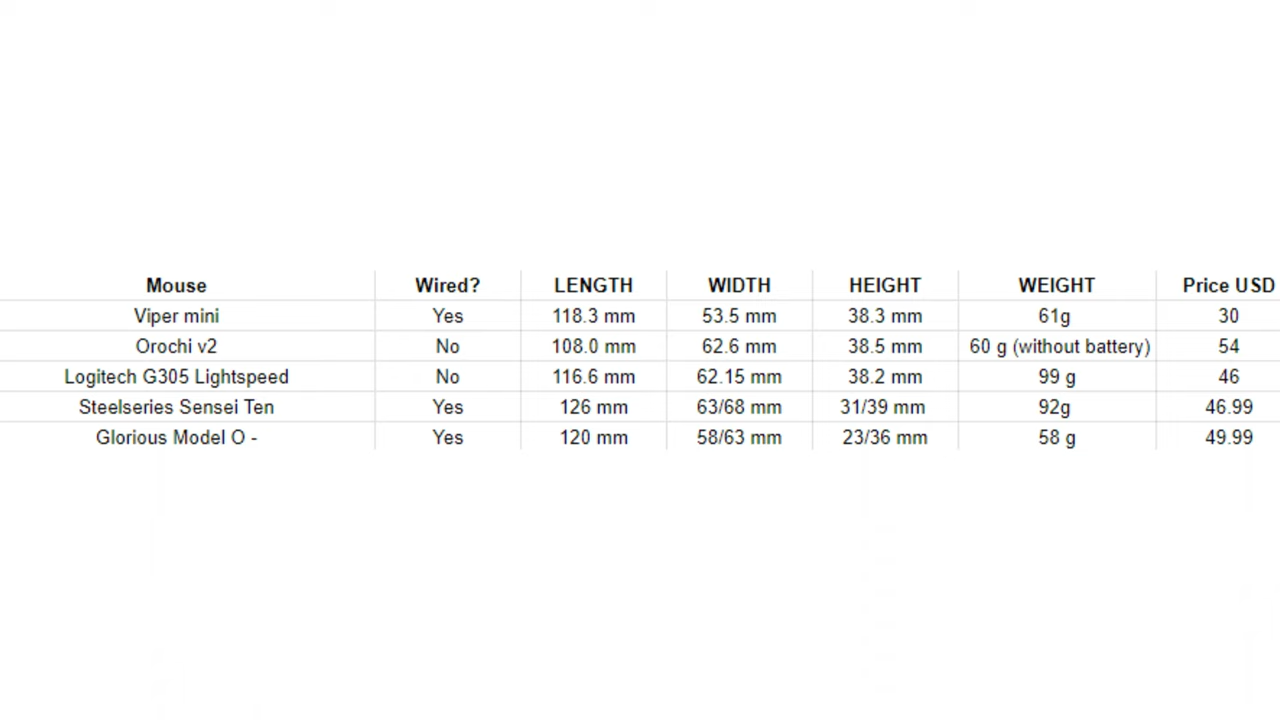 Mouse Wired? LENGTH WIDTH HEIGHT WEIGHT Price USD
Viper mini Yes 118.3 mm 53.5 mm 38.3 mm 61g 30
Orochi v2 No 108.0 mm 62.6 mm 38.5 mm 60 g (without battery) 54
Logitech G305 Lightspeed No 116.6 mm 62.15 mm 38.2 mm 99 g 46
Steelseries Sensei Ten Yes 126 mm 63/68 mm 31/39 mm 92g 46.99
Glorious Model O - Yes 120 mm 58/63 mm 23/36 mm 58 g 49.99